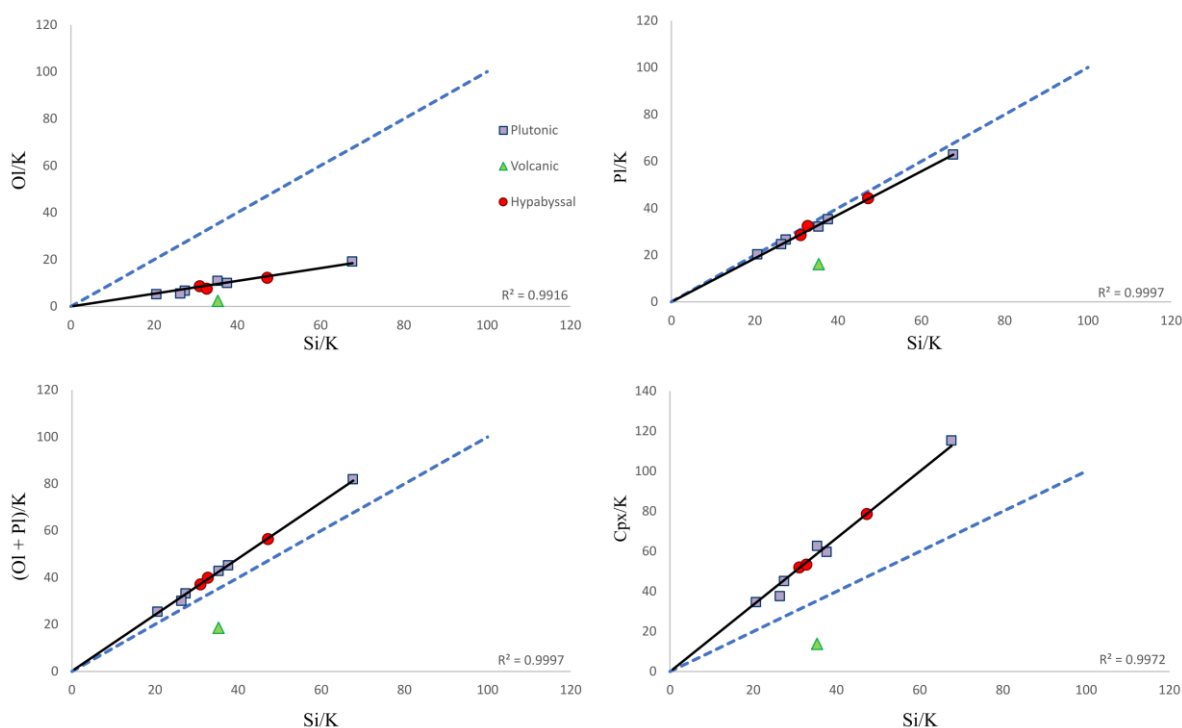 120
100
80
60
40
20
0
0 20 40 60 80 100 120
Ol/K
Si/K
Plutonic
Volcanic
Hypabyssal
R² = 0.9916
120
100
80
60
40
20
0
0 20 40 60 80 100 120
Pl/K
Si/K
R² = 0.9997
120
100
80
60
40
20
0
0 20 40 60 80 100 120
(Ol + Pl)/K
Si/K
R² = 0.9997
140
120
100
80
60
40
20
0
0 20 40 60 80 100 120
Cpx/K
Si/K
R² = 0.9972